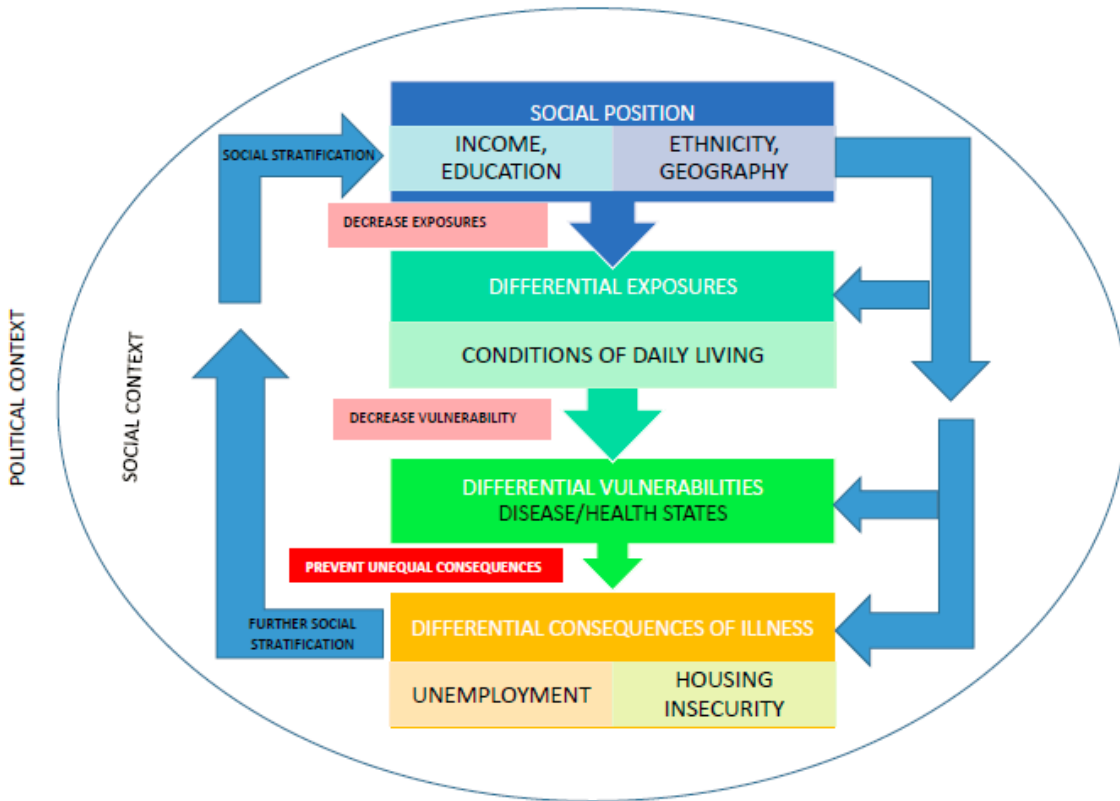 SOCIAL POSITION
INCOME,
EDUCATION
ETHNICITY,
GEOGRAPHY
SOCIAL STRATIFICATION
DECREASE EXPOSURES
DIFFERENTIAL EXPOSURES
CONDITIONS OF DAILY LIVING
POLITICAL CONTEXT
SOCIAL CONTEXT
DECREASE VULNERABILITY
DIFFERENTIAL VULNERABILITIES
DISEASE/HEALTH STATES
PREVENT UNEQUAL CONSEQUENCES
FURTHER SOCIAL
STRATIFICATION
DIFFERENTIAL CONSEQUENCES OF ILLNESS
UNEMPLOYMENT
HOUSING
INSECURITY